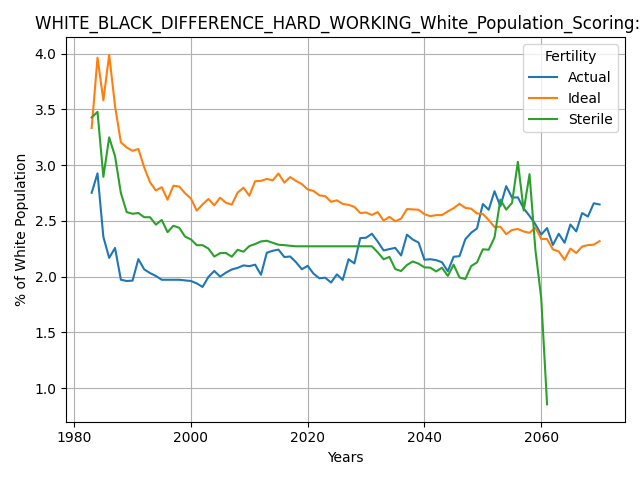 WHITE_BLACK_DIFFERENCE_HARD_WORKING_White_Population_Scoring:
Fertility
Actual
Ideal
Sterile
4.0
3.5
3.0
2.5
2.0
1.5
1.0
% of White Population
1980 2000 2020 2040 2060
Years